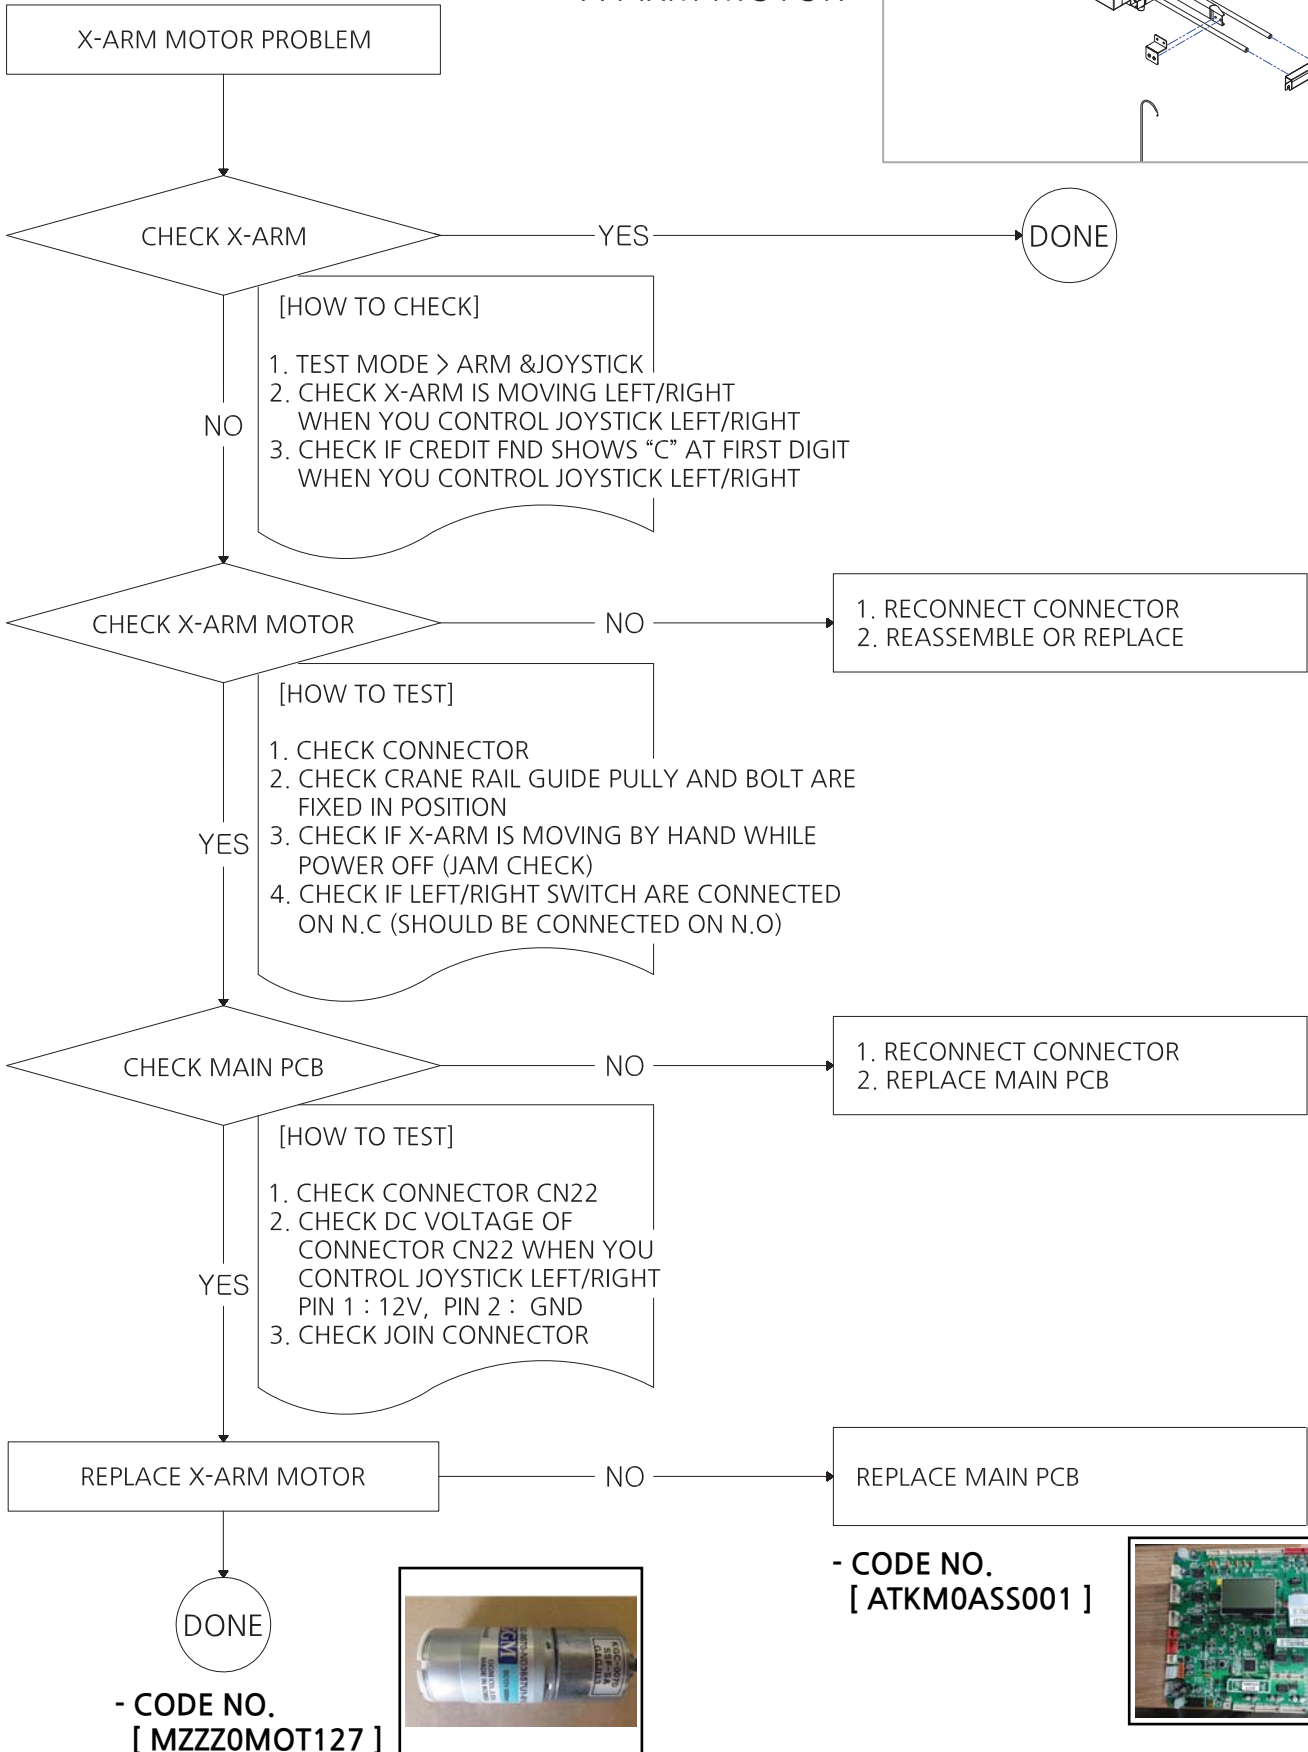 X-ARM MOTOR PROBLEM
CHECK X-ARM
YES
DONE
[HOW TO CHECK]
1. TEST MODE > ARM &JOYSTICK
2. CHECK X-ARM IS MOVING LEFT/RIGHT
WHEN YOU CONTROL JOYSTICK LEFT/RIGHT
3. CHECK IF CREDIT FND SHOWS “C” AT FIRST DIGIT
WHEN YOU CONTROL JOYSTICK LEFT/RIGHT
NO
CHECK X-ARM MOTOR
NO
1. RECONNECT CONNECTOR
2. REASSEMBLE OR REPLACE
[HOW TO TEST]
1. CHECK CONNECTOR
2. CHECK CRANE RAIL GUIDE PULLY AND BOLT ARE
FIXED IN POSITION
3. CHECK IF X-ARM IS MOVING BY HAND WHILE
POWER OFF (JAM CHECK)
4. CHECK IF LEFT/RIGHT SWITCH ARE CONNECTED
ON N.C (SHOULD BE CONNECTED ON N.O)
YES
CHECK MAIN PCB
NO
1. RECONNECT CONNECTOR
2. REPLACE MAIN PCB
[HOW TO TEST]
1. CHECK CONNECTOR CN22
2. CHECK DC VOLTAGE OF
CONNECTOR CN22 WHEN YOU
CONTROL JOYSTICK LEFT/RIGHT
PIN 1 : 12V, PIN 2 : GND
3. CHECK JOIN CONNECTOR
YES
REPLACE X-ARM MOTOR
NO
REPLACE MAIN PCB
DONE
- CODE NO.
[ ATKM0ASS001 ]
- CODE NO.
[ MZZZ0MOT127 ]